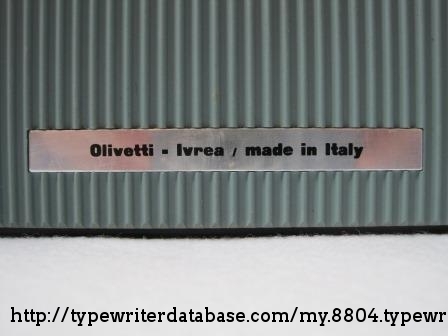 Olivetti - Ivrea / made in Italy
http://typewriterdatabase.com/my.8804.typewr